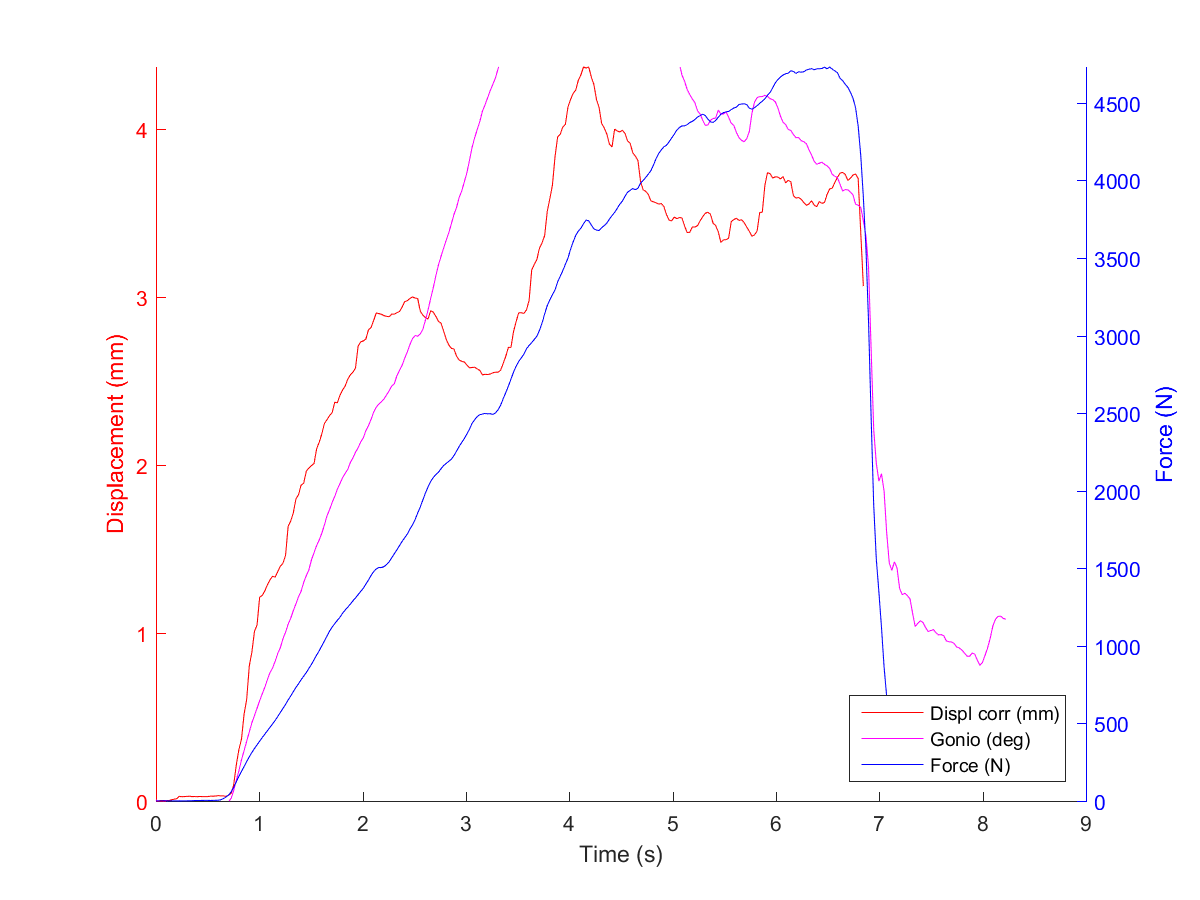 4
3
2
1
0
Displacement (mm)
4500
4000
3500
3000
2500
2000
1500
1000
500
0
Force (N)
Displ corr (mm)
Gonio (deg)
Force (N)
0 1 2 3 4 5 6 7 8 9
Time (s)